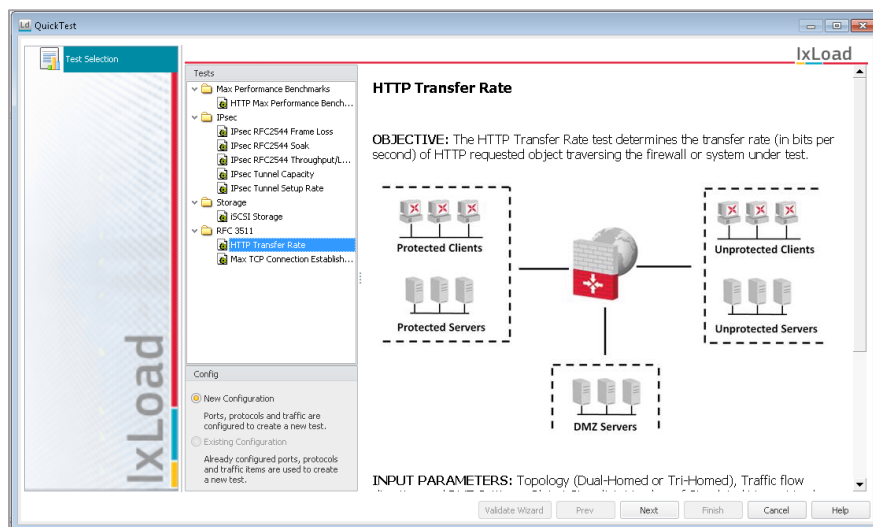 QuickTest
Test Selection
IxLoad
Tests
Max Performance Benchmarks
HTTP Max Performance Bench...
IPsec
IPsec RFC2544 Frame Loss
IPsec RFC2544 Soak
IPsec RFC2544 Throughput/L...
IPsec Tunnel Capacity
IPsec Tunnel Setup Rate
Storage
iSCSI Storage
RFC 3511
HTTP Transfer Rate
Max TCP Connection Establish...
Config
New Configuration
Ports, protocols and traffic are
configured to create a new test.
Existing Configuration
Already configured ports, protocols
and traffic items are used to create
a new test.
IxLoad
HTTP Transfer Rate
OBJECTIVE: The HTTP Transfer Rate test determines the transfer rate (in bits per
second) of HTTP requested object traversing the firewall or system under test.
Protected Clients
Unprotected Clients
Protected Servers
Unprotected Servers
DMZ Servers
INPUT PARAMETERS: Topology (Dual-Homed or Tri-Homed), Traffic flow
Validate Wizard
Prev
Next
Finish
Cancel
Help